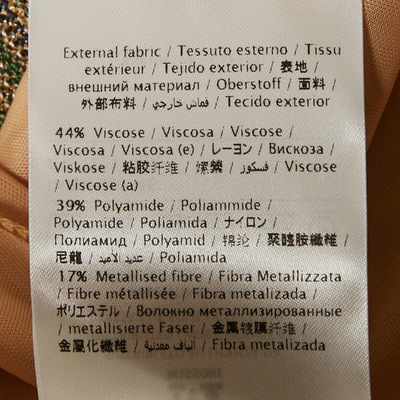 External fabric / Tessuto esterno / Tissu
extérieur / Tejido exterior / 表地 /
внешний материал / Oberstoff / 面料 /
外部布料 / قماش خارجي / Tecido exterior
44% Viscose / Viscosa / Viscose /
Viscosa / Viscosa (e) / レーヨン / Вискоза /
Viskose / 粘胶纤维 / 嫘縈 / فسكوز / Viscose
/ Viscose (a)
39% Polyamide / Poliammide /
Polyamide / Poliamida / ナイロン /
Полиамид / Polyamid / 锦纶 / 聚醯胺纖維 /
尼龍 / عديد الأميد / Poliamida
17% Metallised fibre / Fibra Metallizzata
/ Fibre métallisée / Fibra metalizada /
ポリエステル / Волокно металлизированные
/ metallisierte Faser / 金属镀膜纤维 /
金屬化纖維 / ألياف معدنية / Fibra metalizada